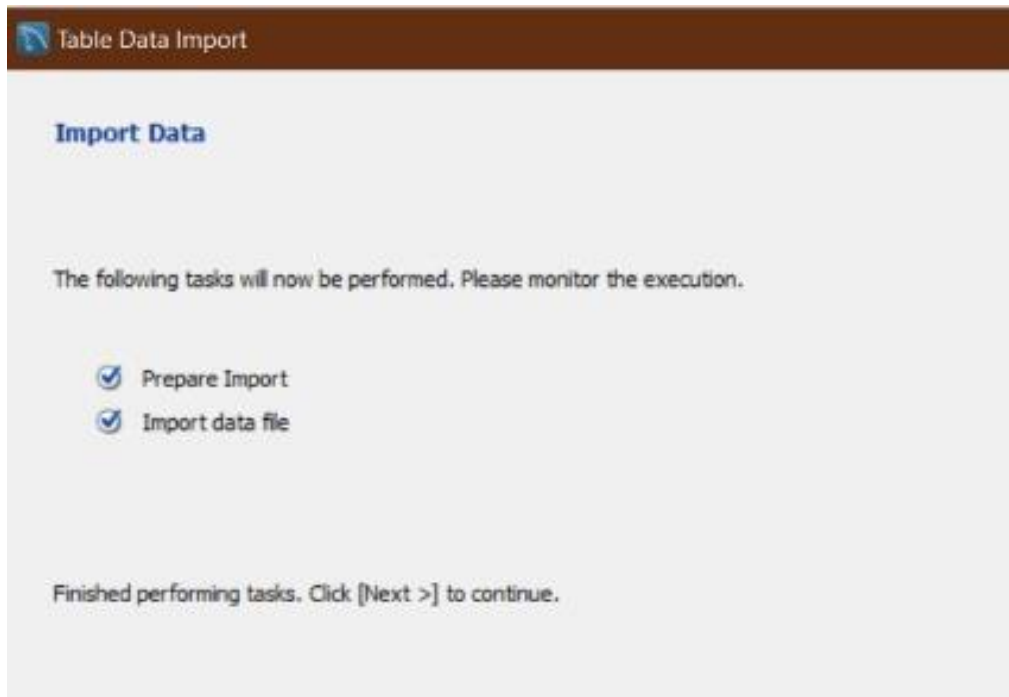 Table Data Import
Import Data
The following tasks will now be performed. Please monitor the execution.
Prepare Import
Import data file
Finished performing tasks. Click [Next >] to continue.